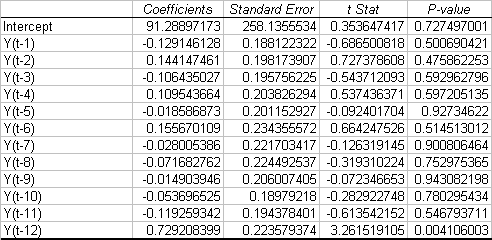 Coefficients Standard Error t Stat P-value
Intercept 91.28897173 258.1355534 0.353647417 0.727497001
Y(t-1) -0.129146128 0.188122322 -0.686500818 0.500690421
Y(t-2) 0.144147461 0.198173907 0.727378608 0.475862253
Y(t-3) -0.106435027 0.195756225 -0.543712093 0.592962796
Y(t-4) 0.109543664 0.203826294 0.537436371 0.597205135
Y(t-5) -0.018586873 0.201152927 -0.092401704 0.92734622
Y(t-6) 0.155670109 0.234355572 0.664247526 0.514513012
Y(t-7) -0.028005386 0.221703417 -0.126319145 0.900806464
Y(t-8) -0.071682762 0.224492537 -0.319310224 0.752975365
Y(t-9) -0.014903946 0.206007405 -0.072346653 0.943082198
Y(t-10) -0.053696525 0.18979218 -0.282922748 0.780295434
Y(t-11) -0.119259342 0.194378401 -0.613542152 0.546793711
Y(t-12) 0.729208399 0.223579374 3.261519105 0.004106003